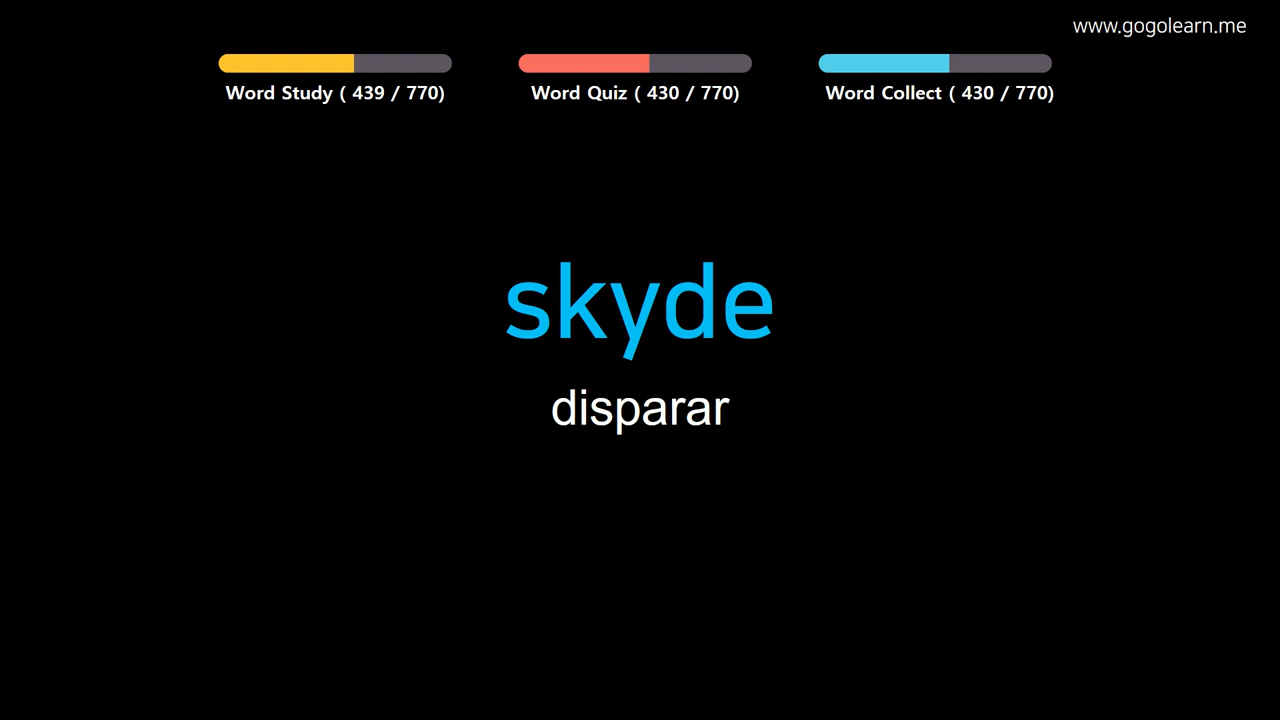 www.gogolearn.me
Word Study ( 439 / 770)
Word Quiz ( 430 / 770)
Word Collect ( 430 / 770)
skyde
disparar